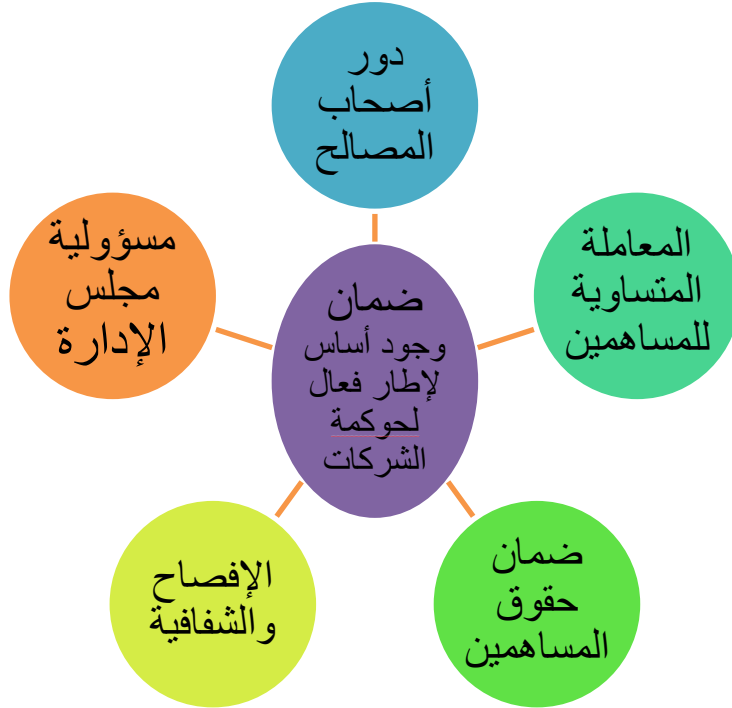 دور
أصحاب
المصالح
المعاملة
المتساوية
للمساهمين
ضمان
حقوق
المساهمين
الإفصاح
والشفافية
مسؤولية
مجلس
الإدارة
ضمان
وجود أساس
لإطار فعال
لحوكمة
الشركات